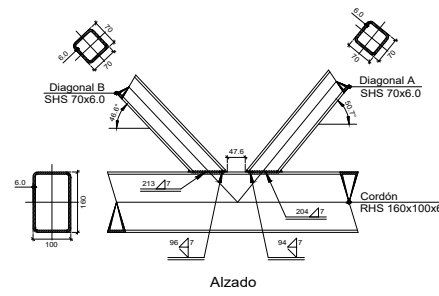 6.0
70
70
70
6.0
70
70
Diagonal B
SHS 70x6.0
Diagonal A
SHS 70x6.0
46.6°
50.7°
47.6
6.0
160
100
213 7
204 7
Cordón
RHS 160x100x6
96 7
94 7
Alzado